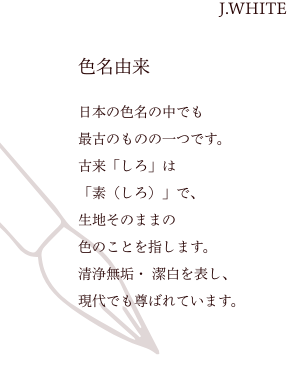 J.WHITE
色名由来
日本の色名の中でも
最古のものの一つです。
古来「しろ」は
「素（しろ）」で、
生地そのままの
色のことを指します。
清浄無垢・ 潔白を表し、
現代でも尊ばれています。